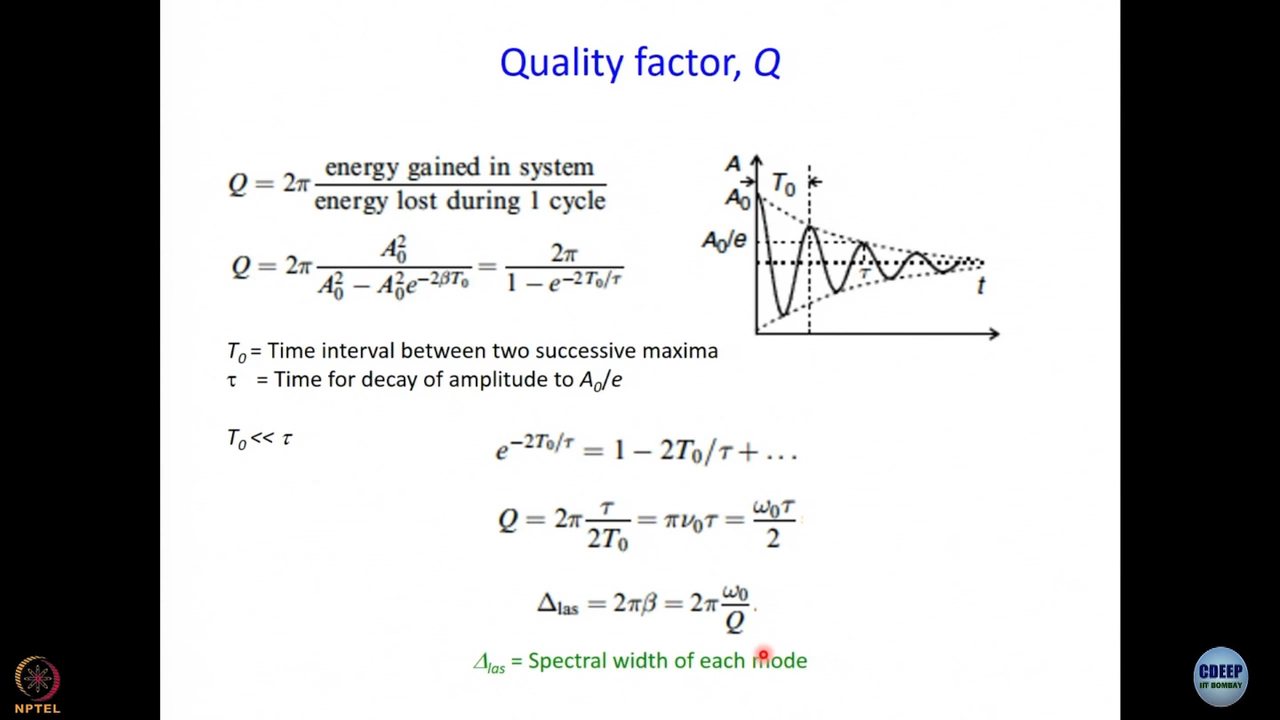 Quality factor, Q
Q = 2π energy gained in system / energy lost during 1 cycle
Q = 2π A₀² / (A₀² − A₀²e^(−2βT₀)) = 2π / (1 − e^(−2T₀/τ))
A
T₀
A₀
A₀/e
τ
t
T₀ = Time interval between two successive maxima
τ = Time for decay of amplitude to A₀/e
T₀ << τ
e^(−2T₀/τ) = 1 − 2T₀/τ + ...
Q = 2π τ / 2T₀ = πν₀τ = ω₀τ / 2
Δlas = 2πβ = 2π ω₀ / Q .
Δlas = Spectral width of each mode
NPTEL
CDEEP
IIT BOMBAY